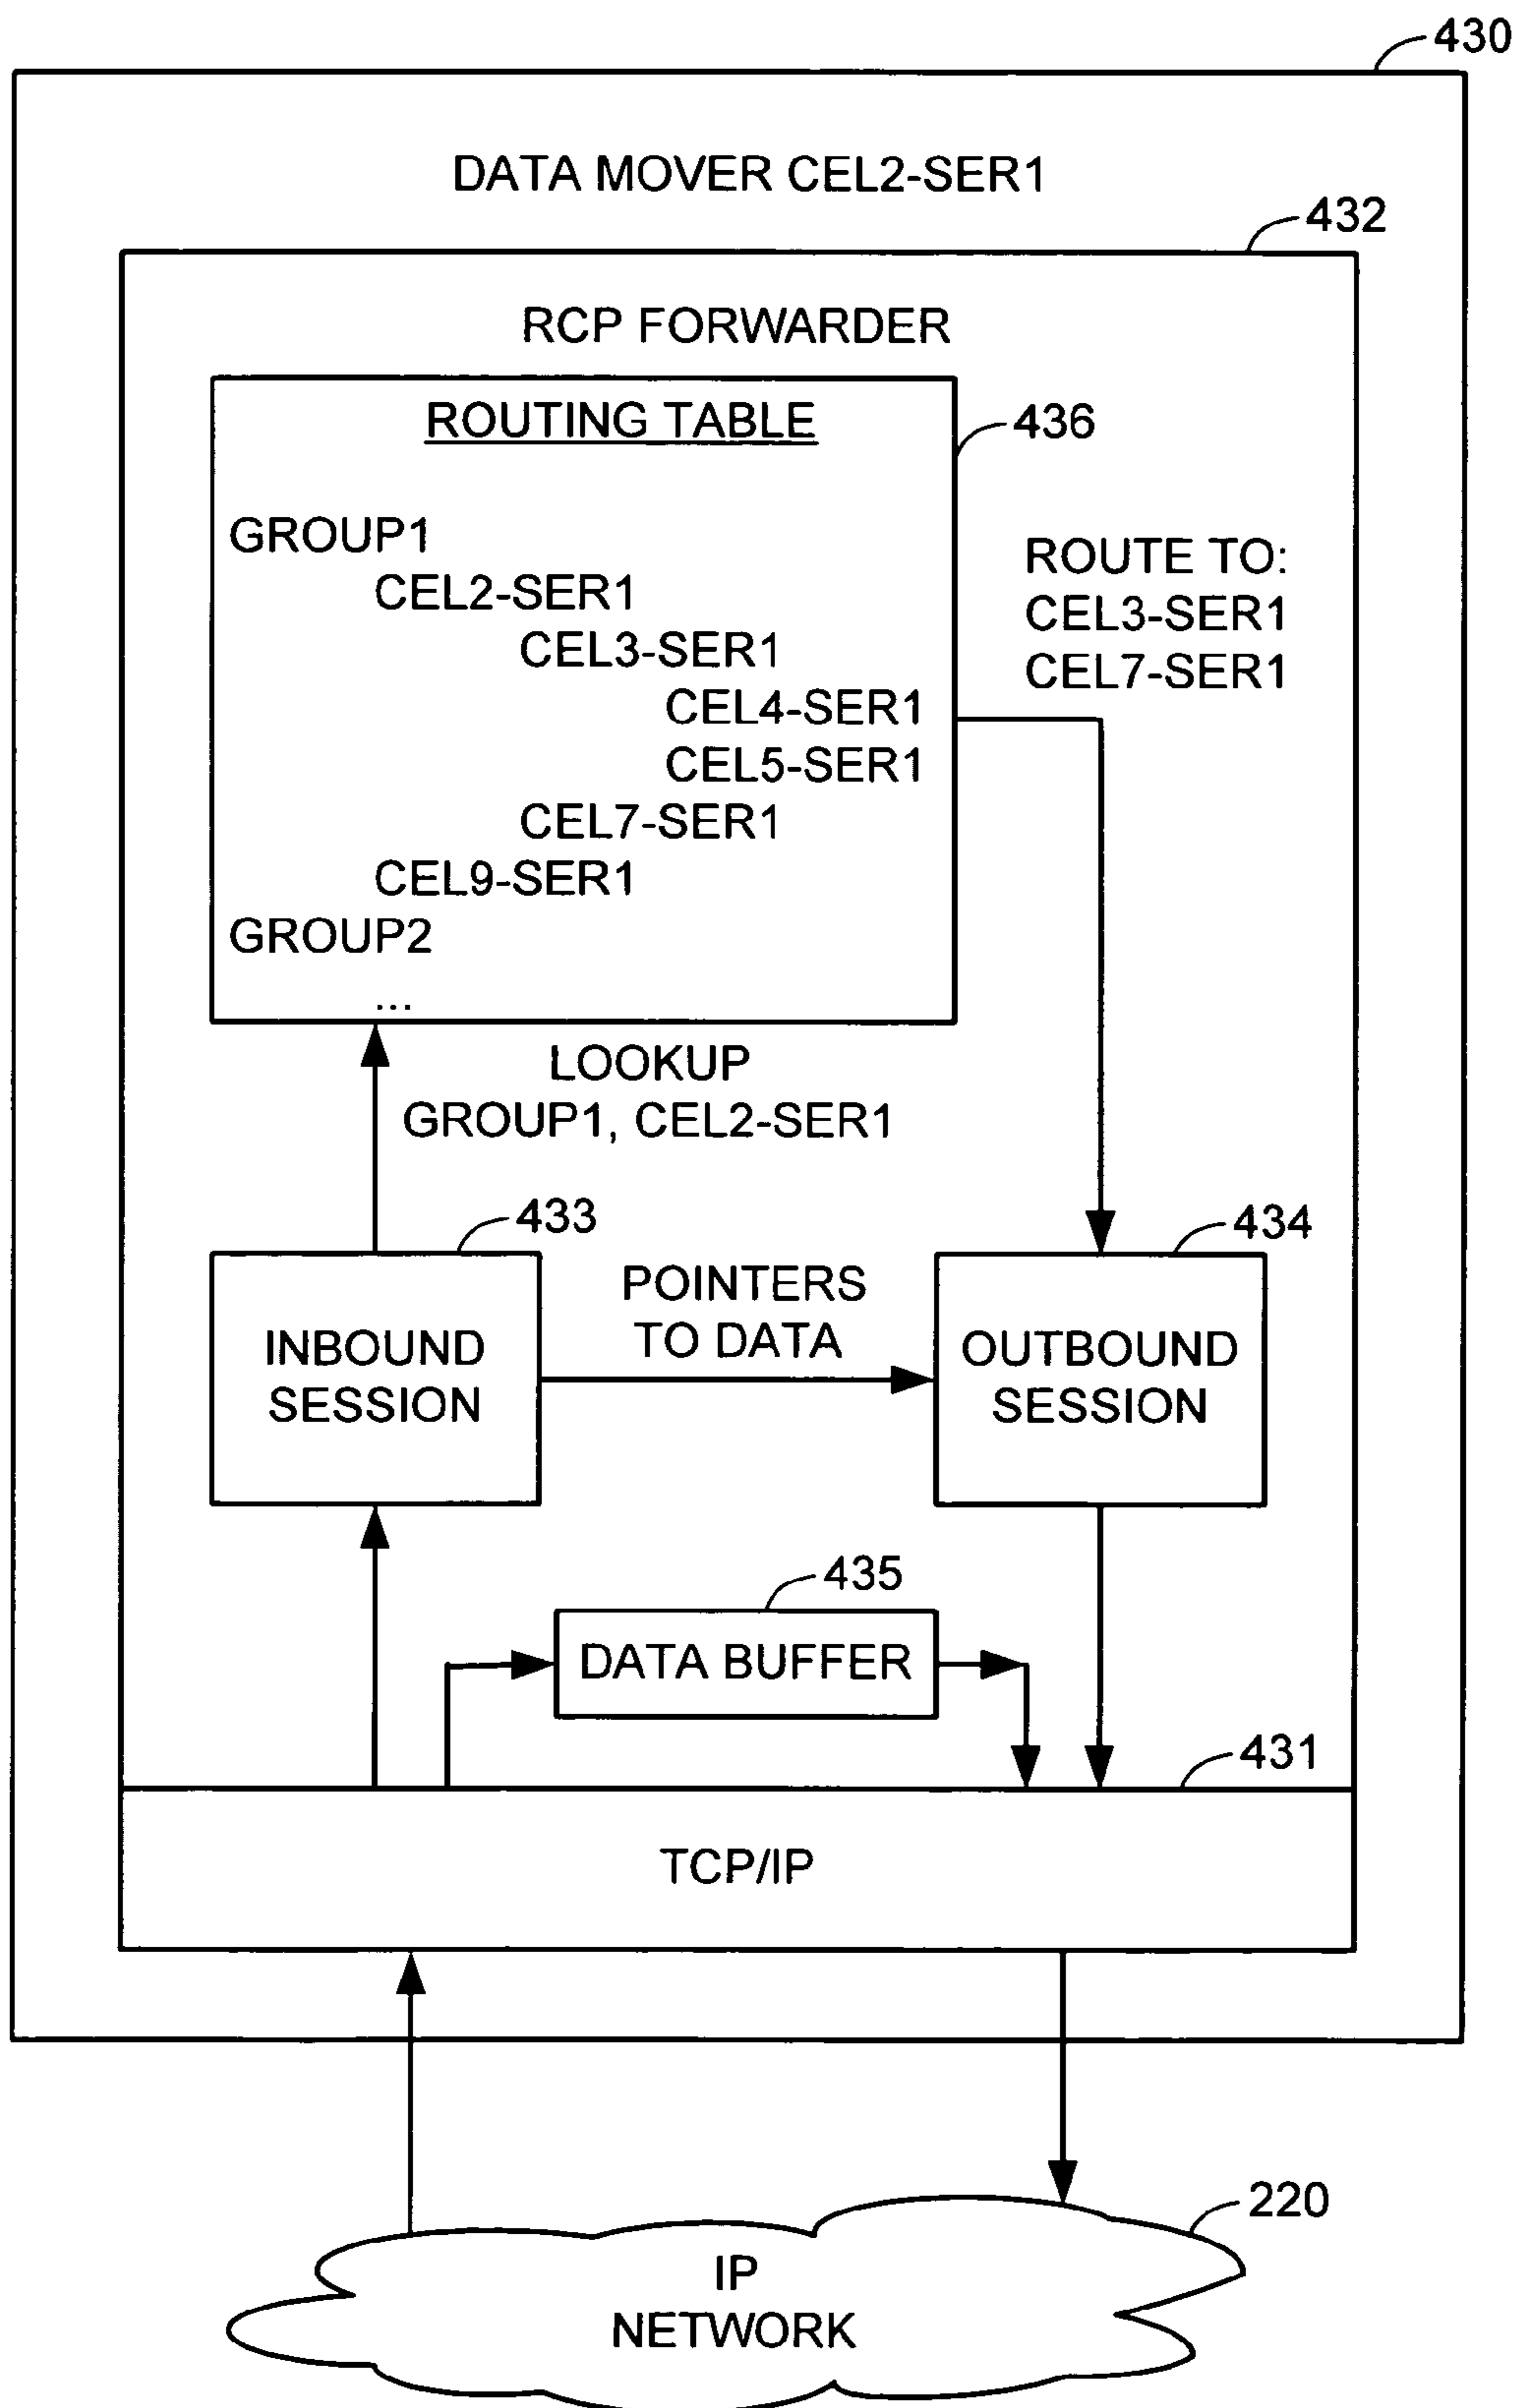 430
DATA MOVER CEL2-SER1
432
RCP FORWARDER
ROUTING TABLE
436
GROUP1
CEL2-SER1
CEL3-SER1
CEL4-SER1
CEL5-SER1
CEL7-SER1
CEL9-SER1
GROUP2
...
ROUTE TO:
CEL3-SER1
CEL7-SER1
LOOKUP
GROUP1, CEL2-SER1
433
434
INBOUND
SESSION
POINTERS
TO DATA
OUTBOUND
SESSION
435
DATA BUFFER
431
TCP/IP
220
IP
NETWORK